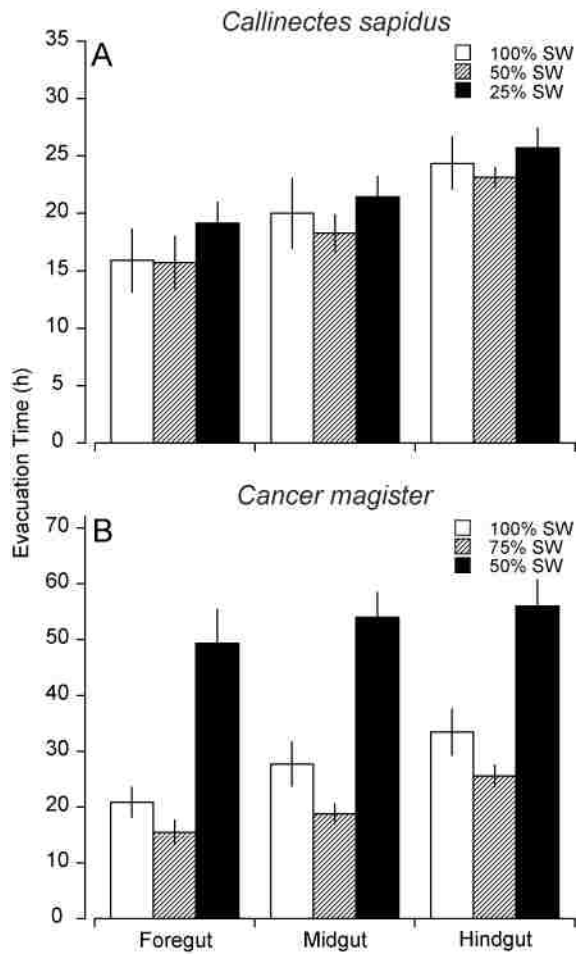 Callinectes sapidus
A
35
30
25
20
15
10
5
0
100% SW
50% SW
25% SW
Evacuation Time (h)
Cancer magister
B
70
60
50
40
30
20
10
0
100% SW
75% SW
50% SW
Foregut Midgut Hindgut